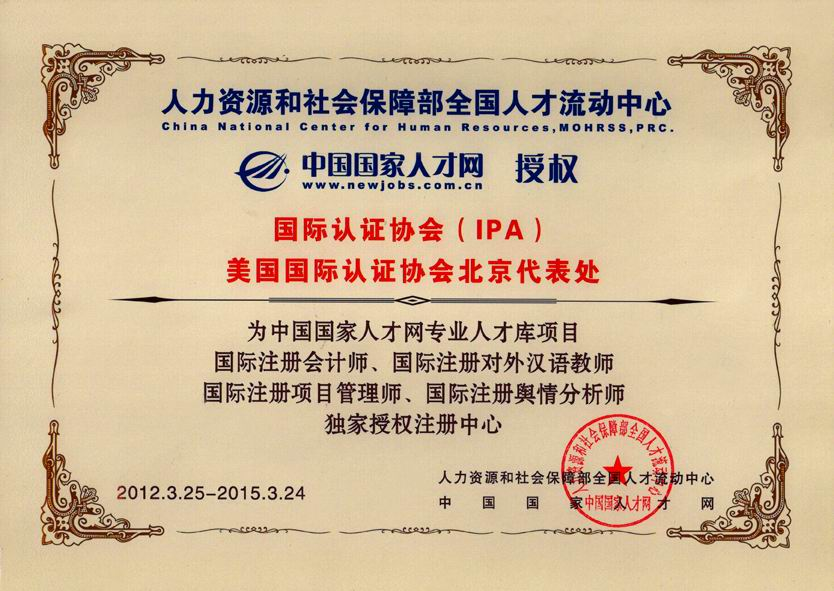 人力资源和社会保障部全国人才流动中心
China National Center for Human Resources,MOHRSS,PRC.
中国国家人才网 授权
www.newjobs.com.cn
国际认证协会（IPA）
美国国际认证协会北京代表处
为中国国家人才网专业人才库项目
国际注册会计师、国际注册对外汉语教师
国际注册项目管理师、国际注册舆情分析师
独家授权注册中心
2012.3.25-2015.3.24
人力资源和社会保障部全国人才流动中心
中国国家人才网
人力资源和社会保障部全国人才流动中心
中国国家人才网